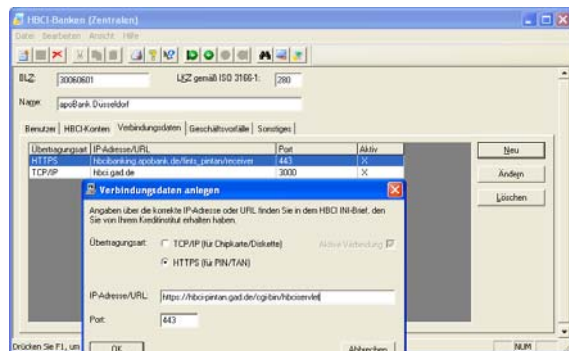 HBCI-Banken (Zentralen)
Datei Bearbeiten Ansicht Hilfe
BLZ: 30060601 LKZ gemäß ISO 3166-1: 280
Name: apoBank Düsseldorf
Benutzer HBCI-Konten Verbindungsdaten Geschäftsvorfälle Sonstiges
Übertragungsart IP-Adresse/URL Port Aktiv
HTTPS hbcibanking.apobank.de/fints_pintan/receiver 443 X
TCP/IP hbci.gad.de 3000 X
Neu
Ändern
Löschen
Verbindungsdaten anlegen
Angaben über die korrekte IP-Adresse oder URL finden Sie in dem HBCI INI-Brief, den
Sie von Ihrem Kreditinstitut erhalten haben.
Übertragungsart: TCP/IP (für Chipkarte/Diskette) Aktive Verbindung
HTTPS (für PIN/TAN)
IP-Adresse/URL: https://hbci-pintan.gad.de/cgi-bin/hbciservlet
Port: 443
OK Abbrechen
Drücken Sie F1, um NUM